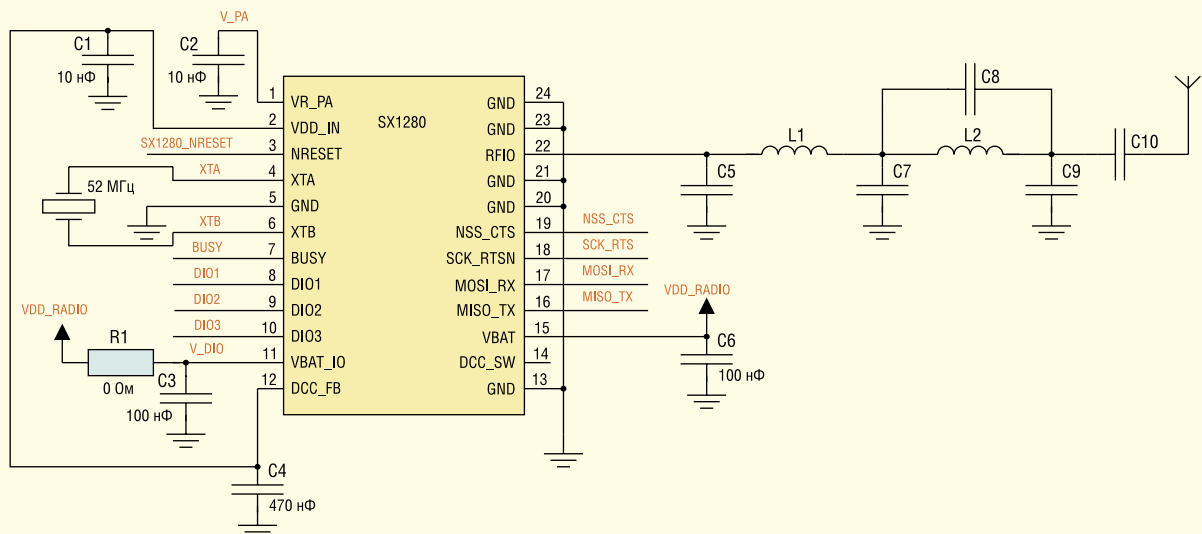 V_PA
C1
10 нФ
C2
10 нФ
SX1280
1 VR_PA
2 VDD_IN
SX1280_NRESET 3 NRESET
XTA 4 XTA
52 МГц
5 GND
XTB 6 XTB
BUSY 7 BUSY
DIO1 8 DIO1
DIO2 9 DIO2
DIO3 10 DIO3
V_DIO 11 VBAT_IO
12 DCC_FB
VDD_RADIO
R1
0 Ом
C3
100 нФ
C4
470 нФ
GND 24
GND 23
RFIO 22
GND 21
GND 20
NSS_CTS 19 NSS_CTS
SCK_RTSN 18 SCK_RTS
MOSI_RX 17 MOSI_RX
MISO_TX 16 MISO_TX
VBAT 15
DCC_SW 14
GND 13
VDD_RADIO
C6
100 нФ
C5
L1
C7
C8
L2
C9
C10